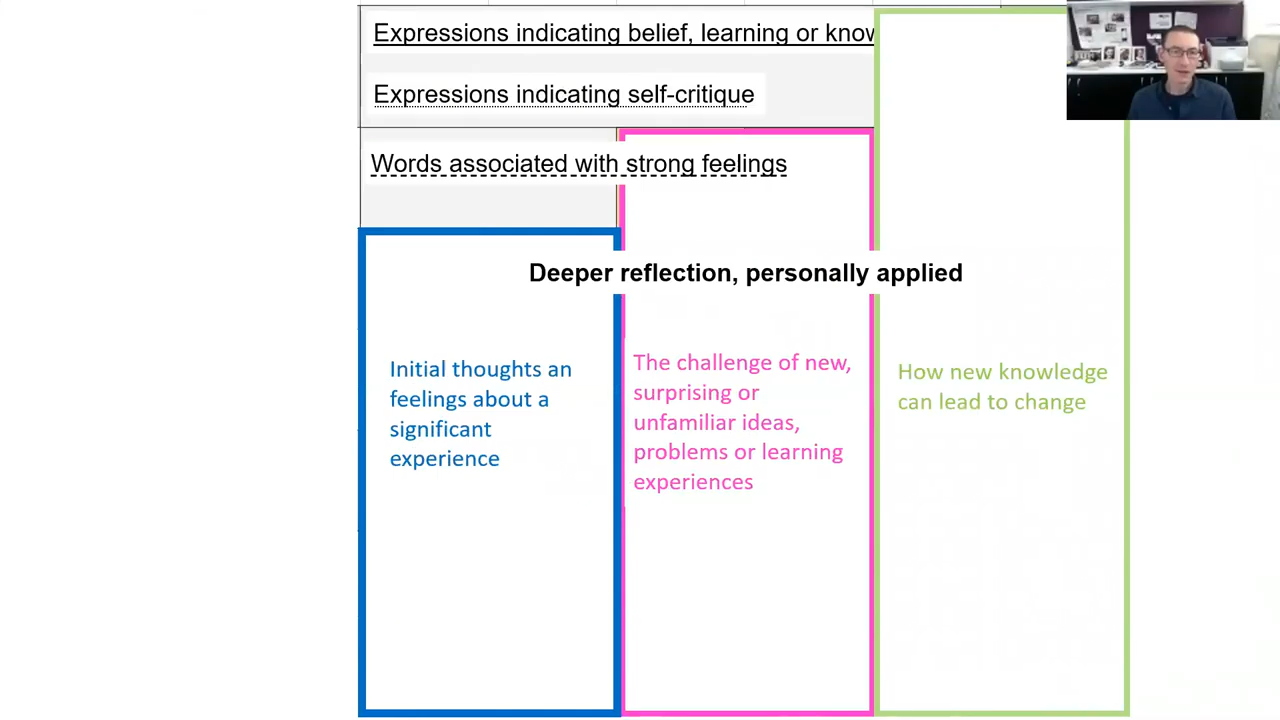 Expressions indicating belief, learning or know
Expressions indicating self-critique
Words associated with strong feelings
Deeper reflection, personally applied
Initial thoughts an
feelings about a
significant
experience
The challenge of new,
surprising or
unfamiliar ideas,
problems or learning
experiences
How new knowledge
can lead to change